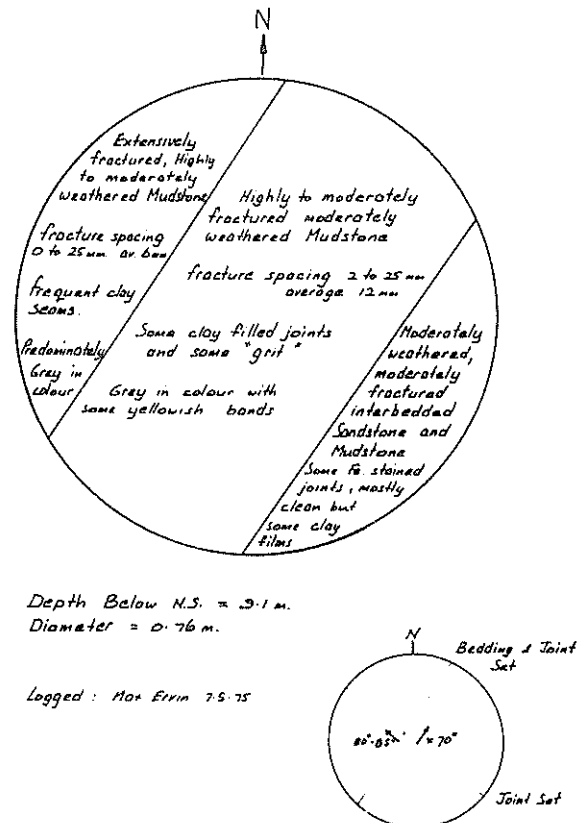 N
Extensively
fractured, Highly
to moderately
weathered Mudstone
fracture spacing
0 to 25 mm av. 6mm
frequent clay
seams.
Predominately
Grey in
colour
Highly to moderately
fractured moderately
weathered Mudstone
fracture spacing 2 to 25 mm
average 12 mm
Some clay filled joints
and some "grit"
Grey in colour with
some yellowish bands
Moderately
weathered,
moderately
fractured
interbedded
Sandstone and
Mudstone
Some Fe. stained
joints, mostly
clean but
some clay
films
Depth Below N.S. = 9.1 m.
Diameter = 0.76 m.
Logged : Max Ervin 7.5.75
N
Bedding & Joint
Set
80°-85°
70°
Joint Set